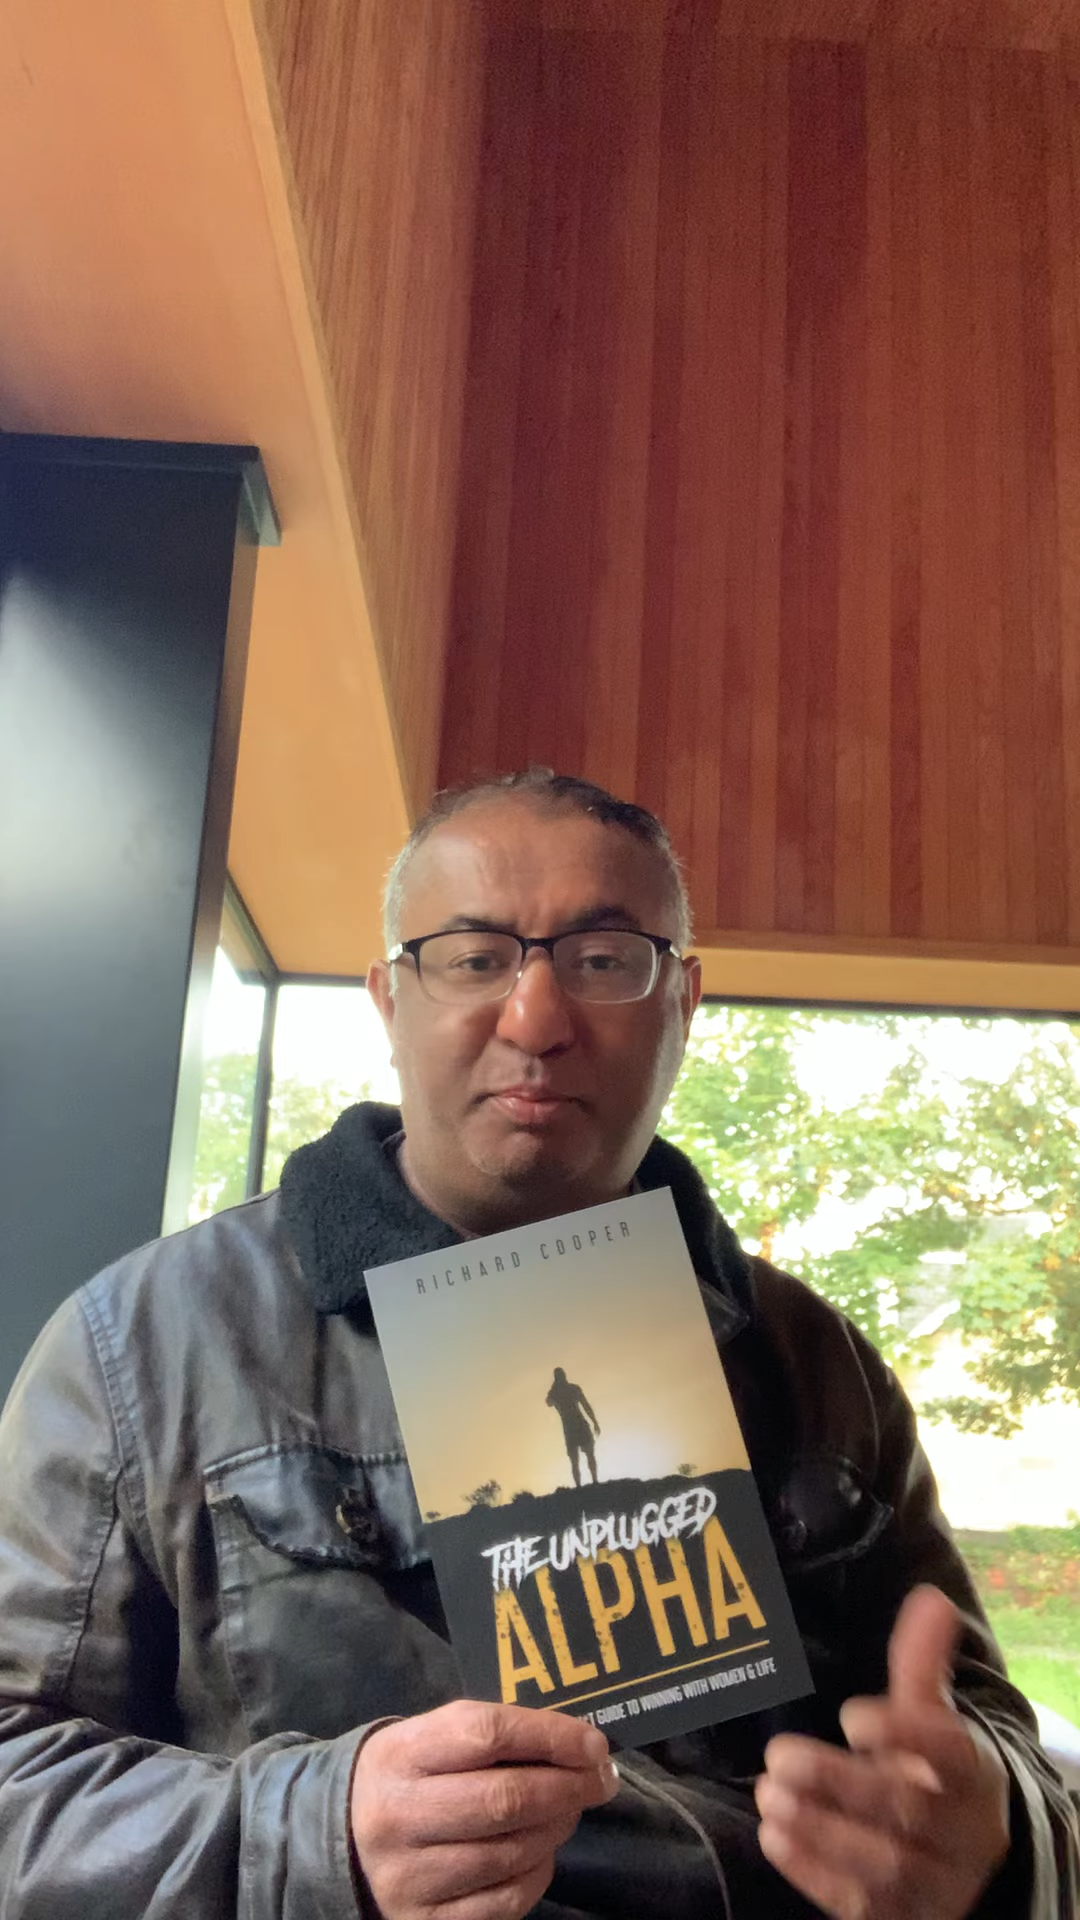 RICHARD COOPER
THE UNPLUGGED
ALPHA
GUIDE TO WINNING WITH WOMEN & LIFE